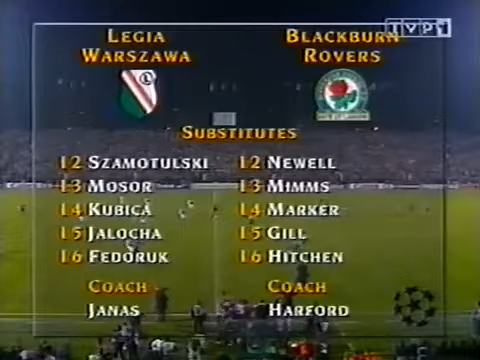 TVP1
LEGIA WARSZAWA
BLACKBURN ROVERS
SUBSTITUTES
12 SZAMOTULSKI 12 NEWELL
13 MOSOR 13 MIMMS
14 KUBICA 14 MARKER
15 JALOCHA 15 GILL
16 FEDORUK 16 HITCHEN
COACH COACH
JANAS HARFORD